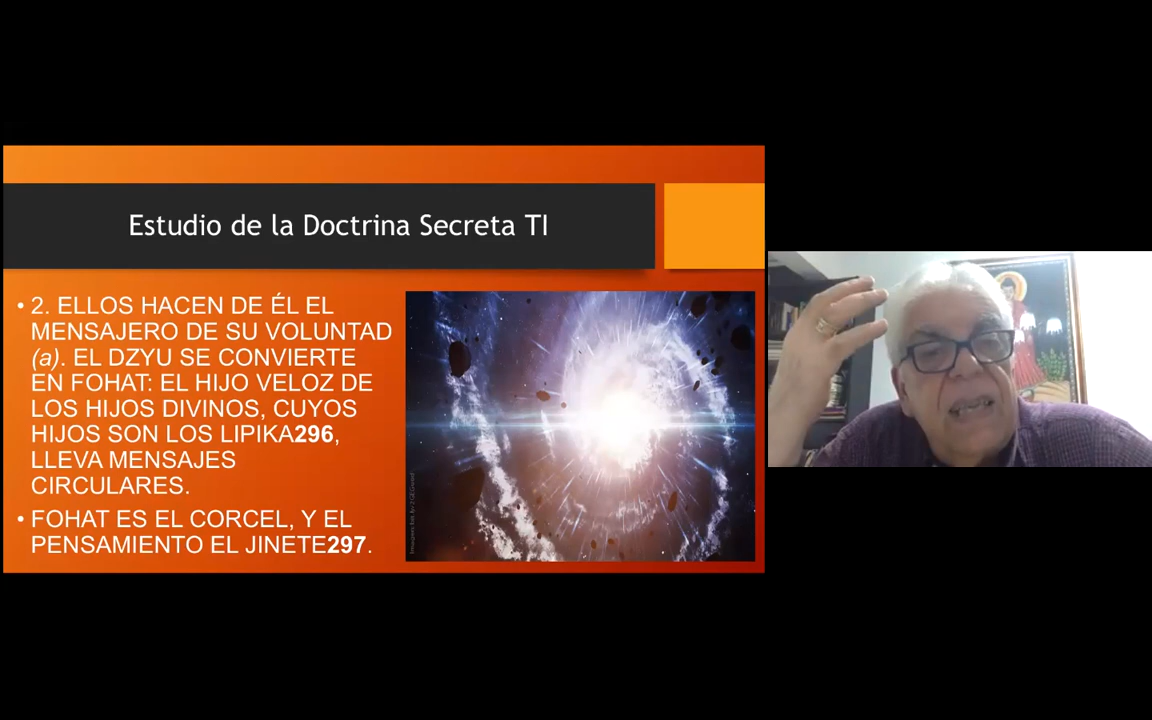 Estudio de la Doctrina Secreta TI
• 2. ELLOS HACEN DE ÉL EL
MENSAJERO DE SU VOLUNTAD
(a). EL DZYU SE CONVIERTE
EN FOHAT: EL HIJO VELOZ DE
LOS HIJOS DIVINOS, CUYOS
HIJOS SON LOS LIPIKA296,
LLEVA MENSAJES
CIRCULARES.
• FOHAT ES EL CORCEL, Y EL
PENSAMIENTO EL JINETE297.